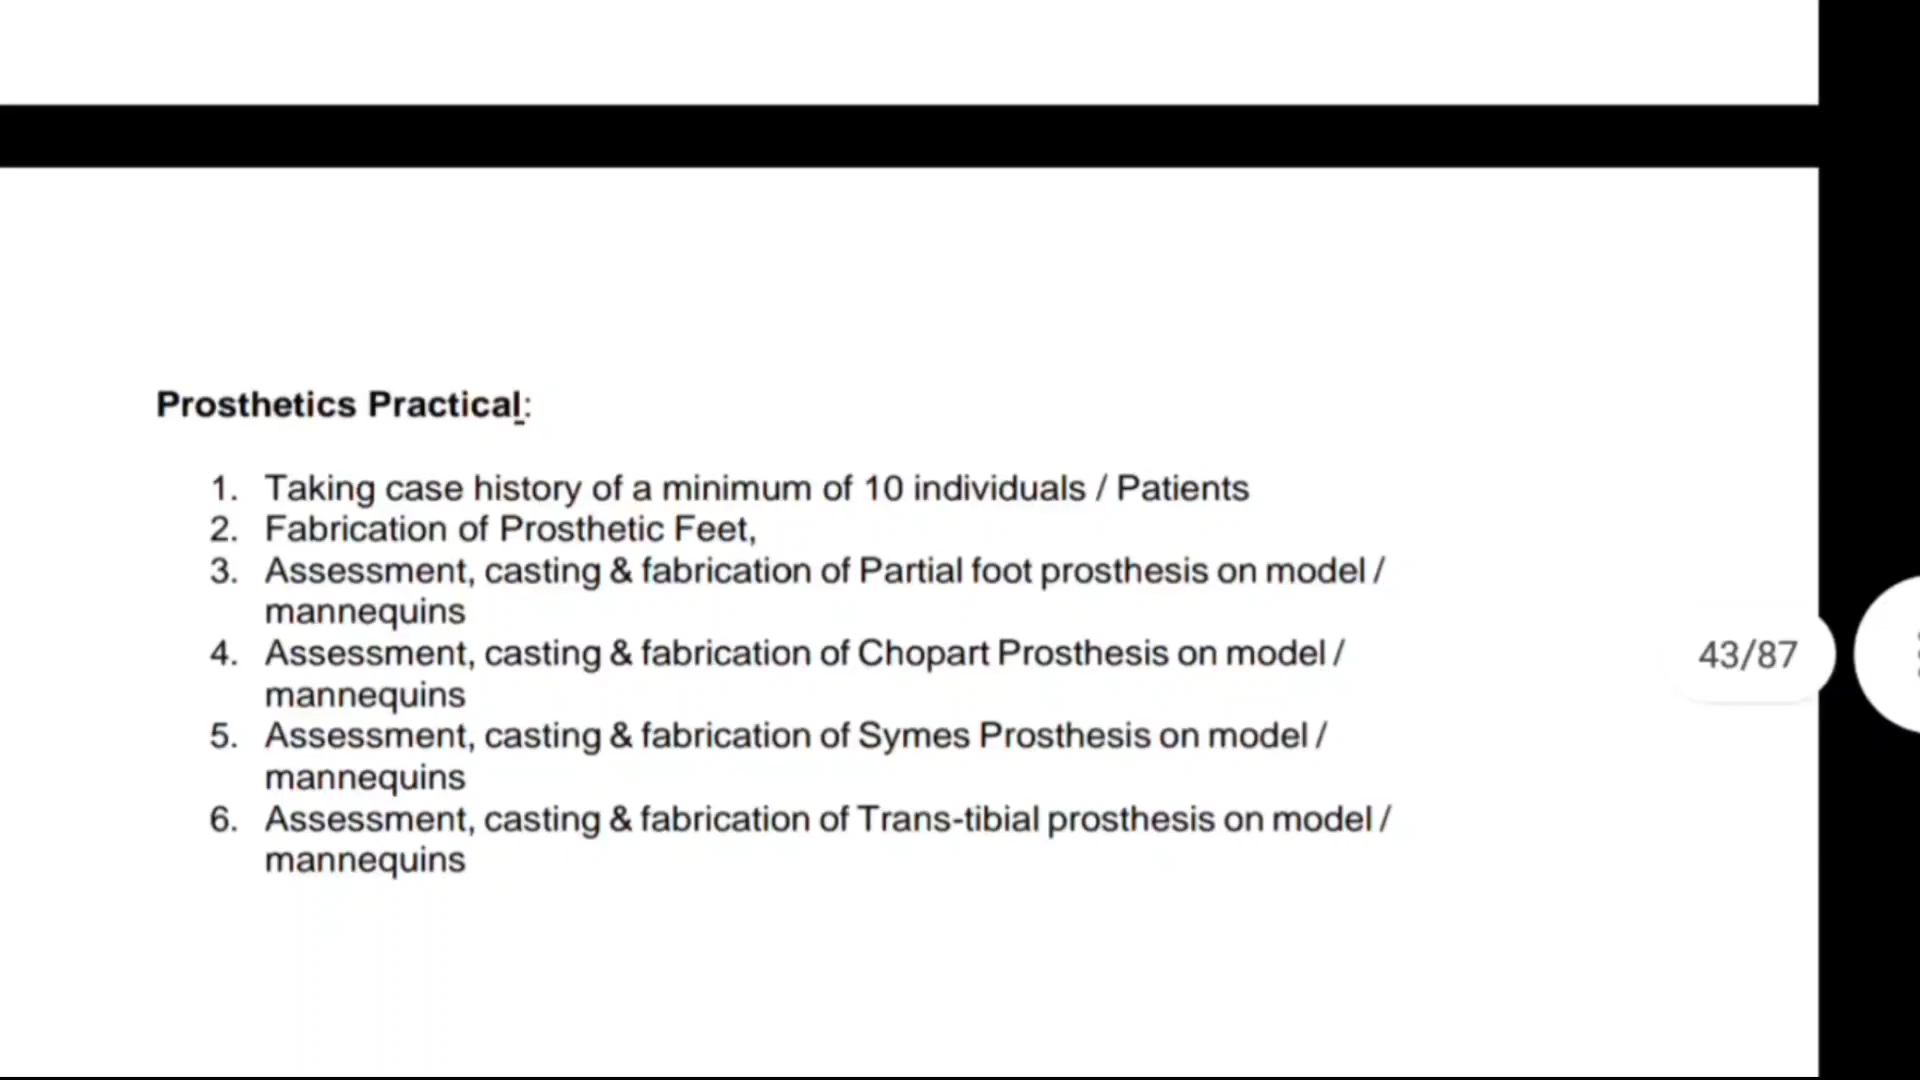 Prosthetics Practical:
1. Taking case history of a minimum of 10 individuals / Patients
2. Fabrication of Prosthetic Feet,
3. Assessment, casting & fabrication of Partial foot prosthesis on model /
mannequins
4. Assessment, casting & fabrication of Chopart Prosthesis on model /
mannequins
43/87
5. Assessment, casting & fabrication of Symes Prosthesis on model /
mannequins
6. Assessment, casting & fabrication of Trans-tibial prosthesis on model /
mannequins